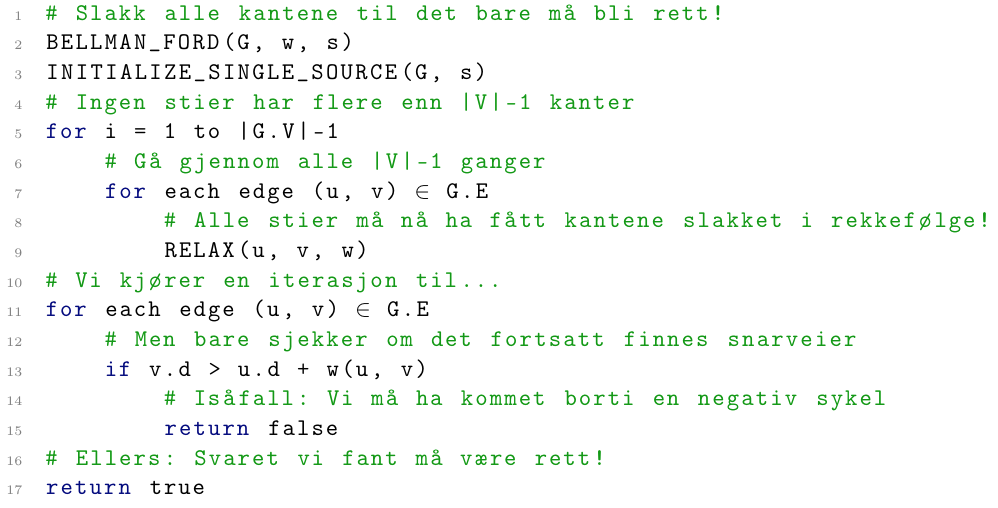 1 # Slakk alle kantene til det bare må bli rett!
2 BELLMAN_FORD(G, w, s)
3 INITIALIZE_SINGLE_SOURCE(G, s)
4 # Ingen stier har flere enn |V|-1 kanter
5 for i = 1 to |G.V|-1
6 # Gå gjennom alle |V|-1 ganger
7 for each edge (u, v) ∈ G.E
8 # Alle stier må nå ha fått kantene slakket i rekkefølge!
9 RELAX(u, v, w)
10 # Vi kjører en iterasjon til...
11 for each edge (u, v) ∈ G.E
12 # Men bare sjekker om det fortsatt finnes snarveier
13 if v.d > u.d + w(u, v)
14 # Isåfall: Vi må ha kommet borti en negativ sykel
15 return false
16 # Ellers: Svaret vi fant må være rett!
17 return true